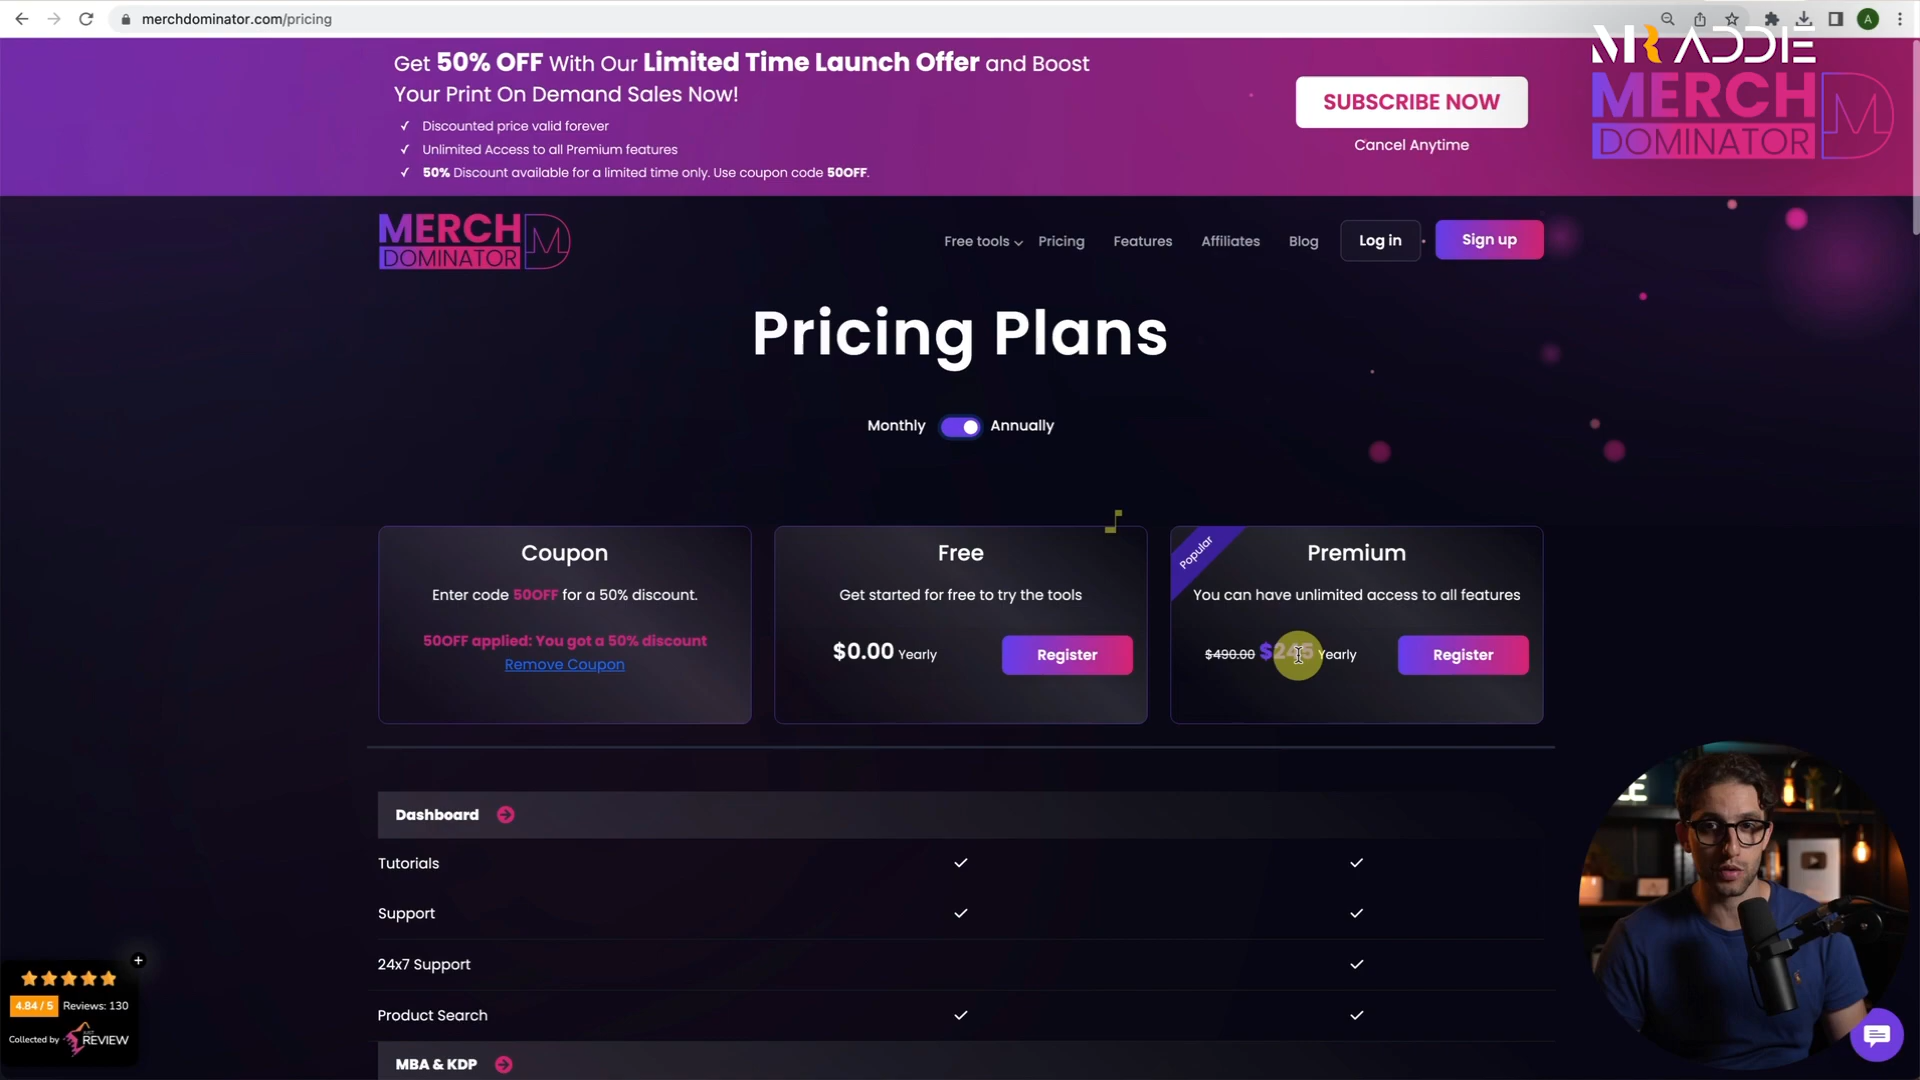 merchdominator.com/pricing
A
MR ADDIE
MERCH
DOMINATOR
Get 50% OFF With Our Limited Time Launch Offer and Boost
Your Print On Demand Sales Now!
✓ Discounted price valid forever
✓ Unlimited Access to all Premium features
✓ 50% Discount available for a limited time only. Use coupon code 50OFF.
SUBSCRIBE NOW
Cancel Anytime
MERCH
DOMINATOR
Free tools
Pricing
Features
Affiliates
Blog
Log in
Sign up
Pricing Plans
Monthly
Annually
Coupon
Enter code 50OFF for a 50% discount.
50OFF applied: You got a 50% discount
Remove Coupon
Free
Get started for free to try the tools
$0.00 Yearly
Register
Popular
Premium
You can have unlimited access to all features
$490.00 $245 Yearly
Register
Dashboard
Tutorials
Support
24x7 Support
Product Search
MBA & KDP
4.84 / 5 Reviews: 130
Collected by JUST REVIEW